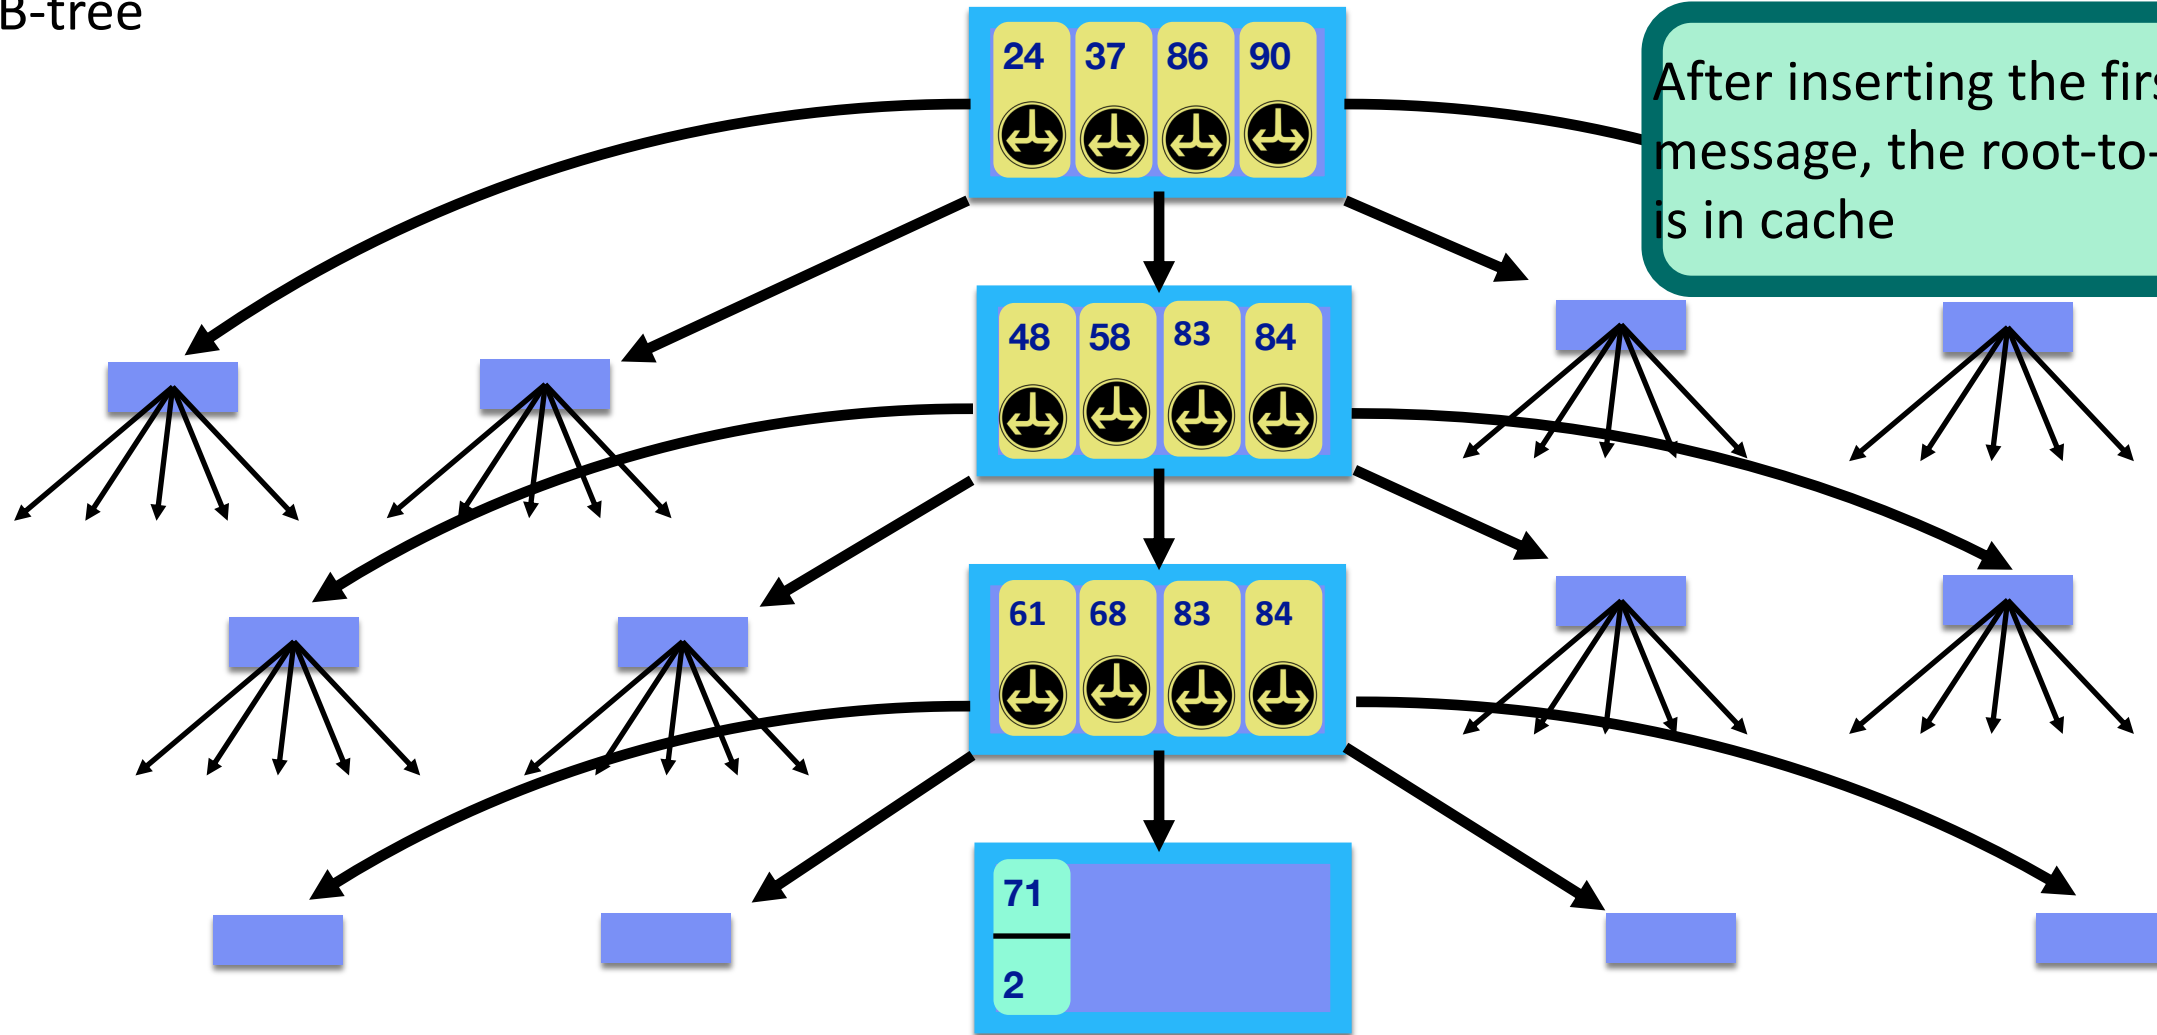 B-tree
24 37 86 90
After inserting the firs
message, the root-to-
is in cache
48 58 83 84
61 68 83 84
71
2